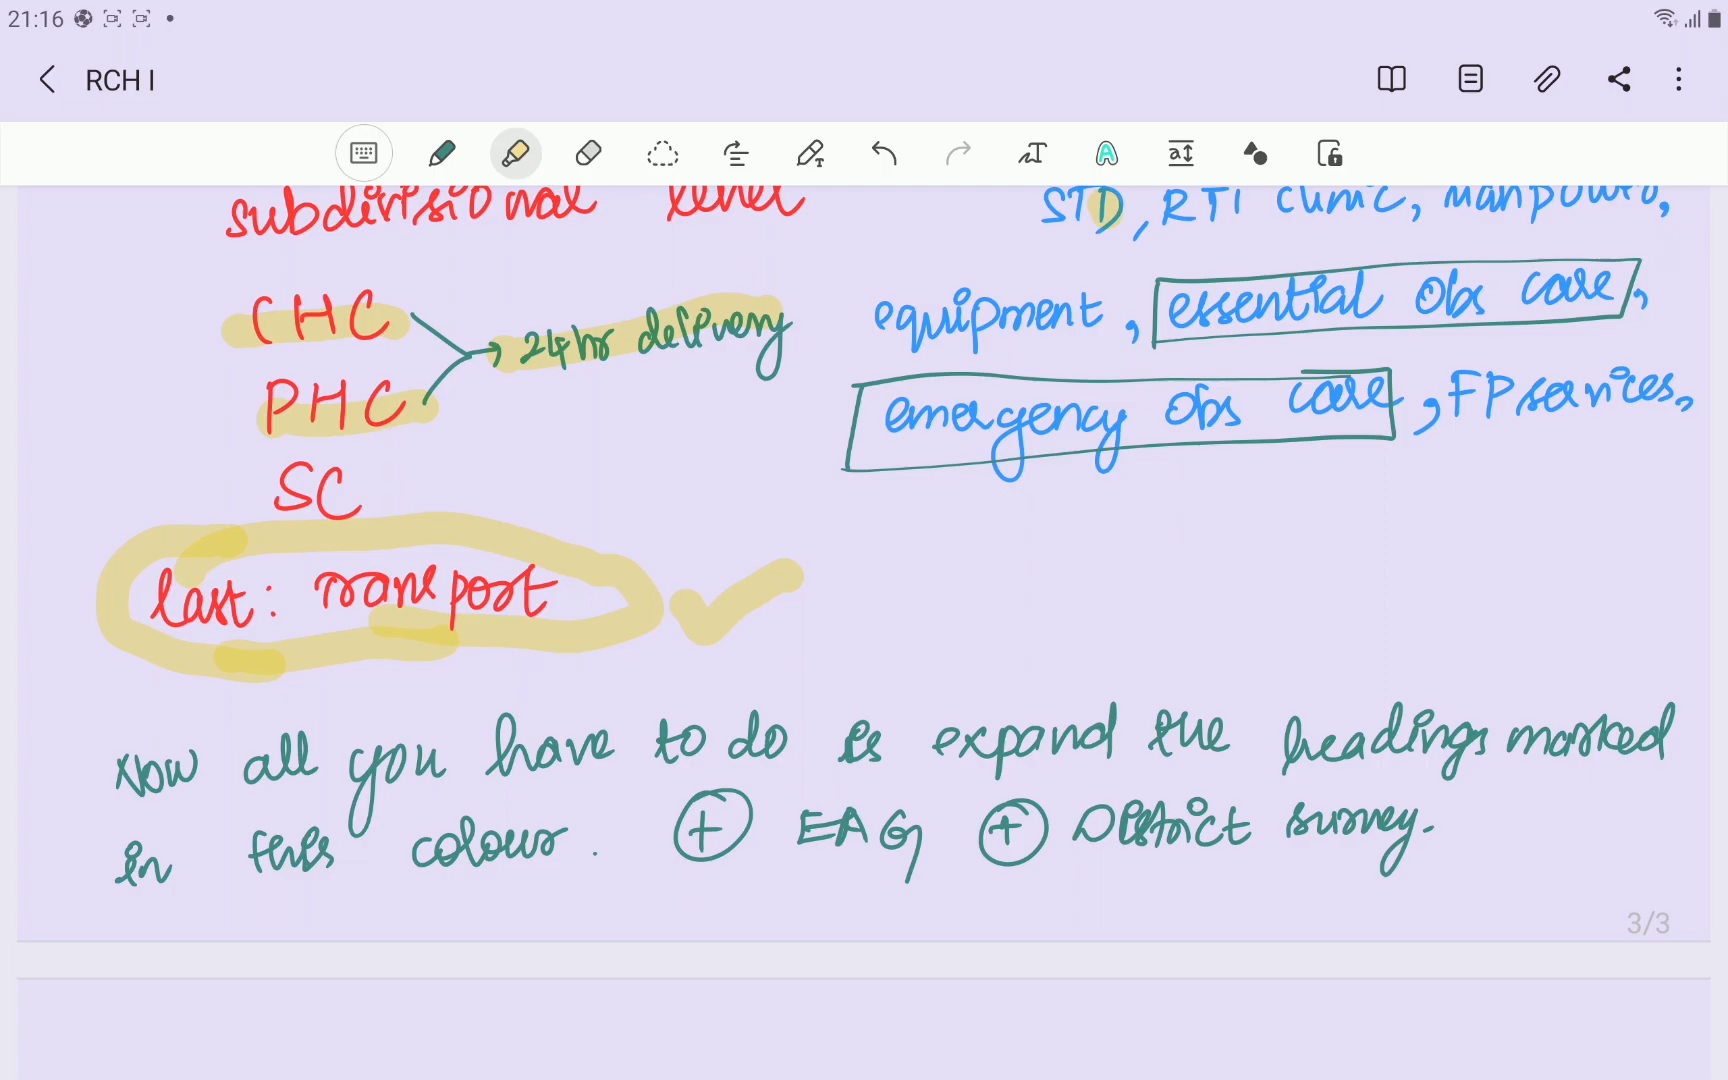 21:16
RCH I
subdivisional level
STD, RTI clinic, manpower,
CHC
24hr delivery
equipment, essential obs care,
PHC
emergency obs care, FP services,
SC
last: transport
Now all you have to do is expand the headings marked
in this colour. + EAG + District survey.
3/3